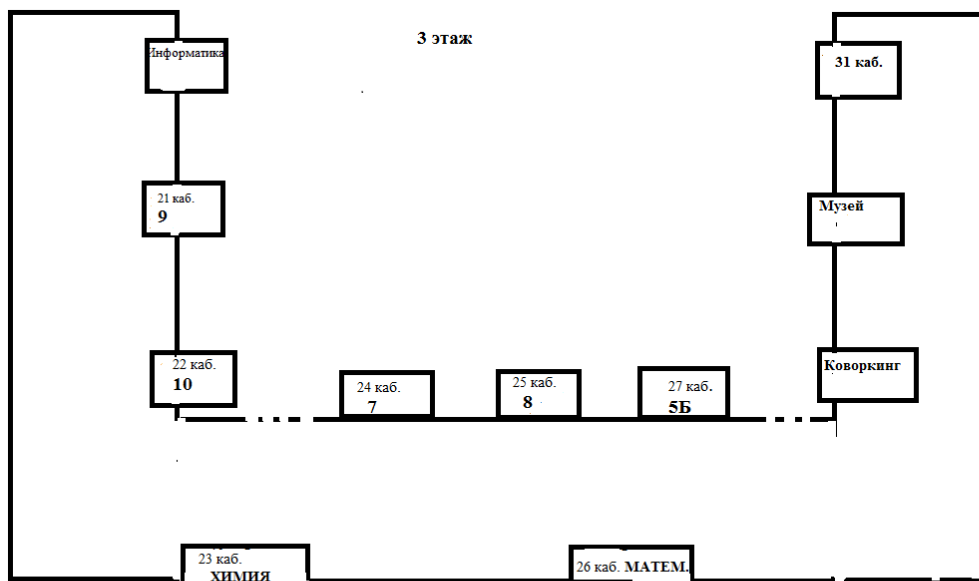 3 этаж
Информатика
31 каб.
21 каб.
9
Музей
22 каб.
10
24 каб.
7
25 каб.
8
27 каб.
5Б
Коворкинг
23 каб.
ХИМИЯ
26 каб. МАТЕМ.